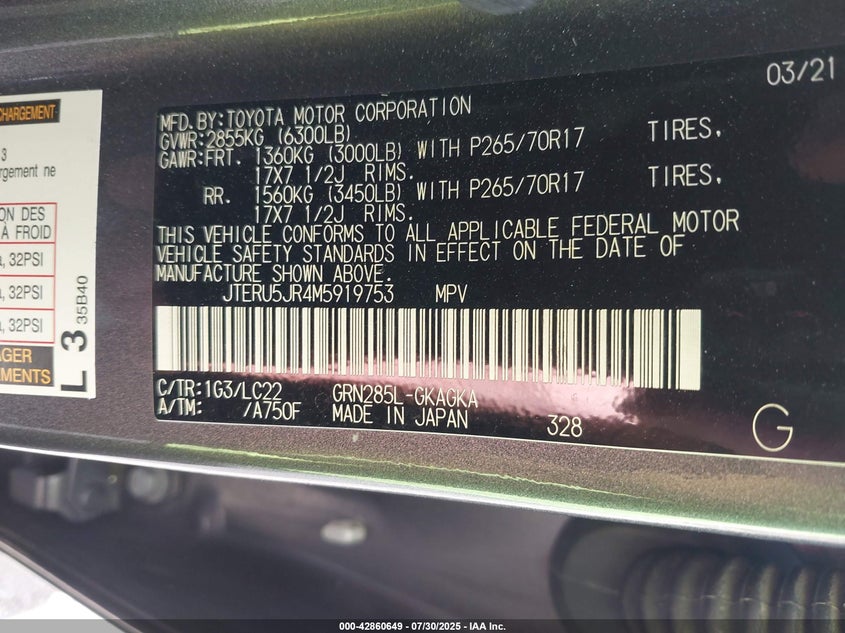 CHARGEMENT
3
rgement ne
ON DES
À FROID
, 32PSI
, 32PSI
, 32PSI
AGER
EMENTS
L 3
35B40
03/21
MFD.BY:TOYOTA MOTOR CORPORATION
GVWR:2855KG (6300LB)
GAWR:FRT. 1360KG (3000LB) WITH P265/70R17 TIRES,
17X7 1/2J RIMS.
RR. 1560KG (3450LB) WITH P265/70R17 TIRES,
17X7 1/2J RIMS.
THIS VEHICLE CONFORMS TO ALL APPLICABLE FEDERAL MOTOR
VEHICLE SAFETY STANDARDS IN EFFECT ON THE DATE OF
MANUFACTURE SHOWN ABOVE.
JTERU5JR4M5919753 MPV
C/TR:1G3/LC22 GRN285L-GKAGKA
A/TM: /A750F MADE IN JAPAN 328
G
000-42860649 - 07/30/2025 - IAA Inc.